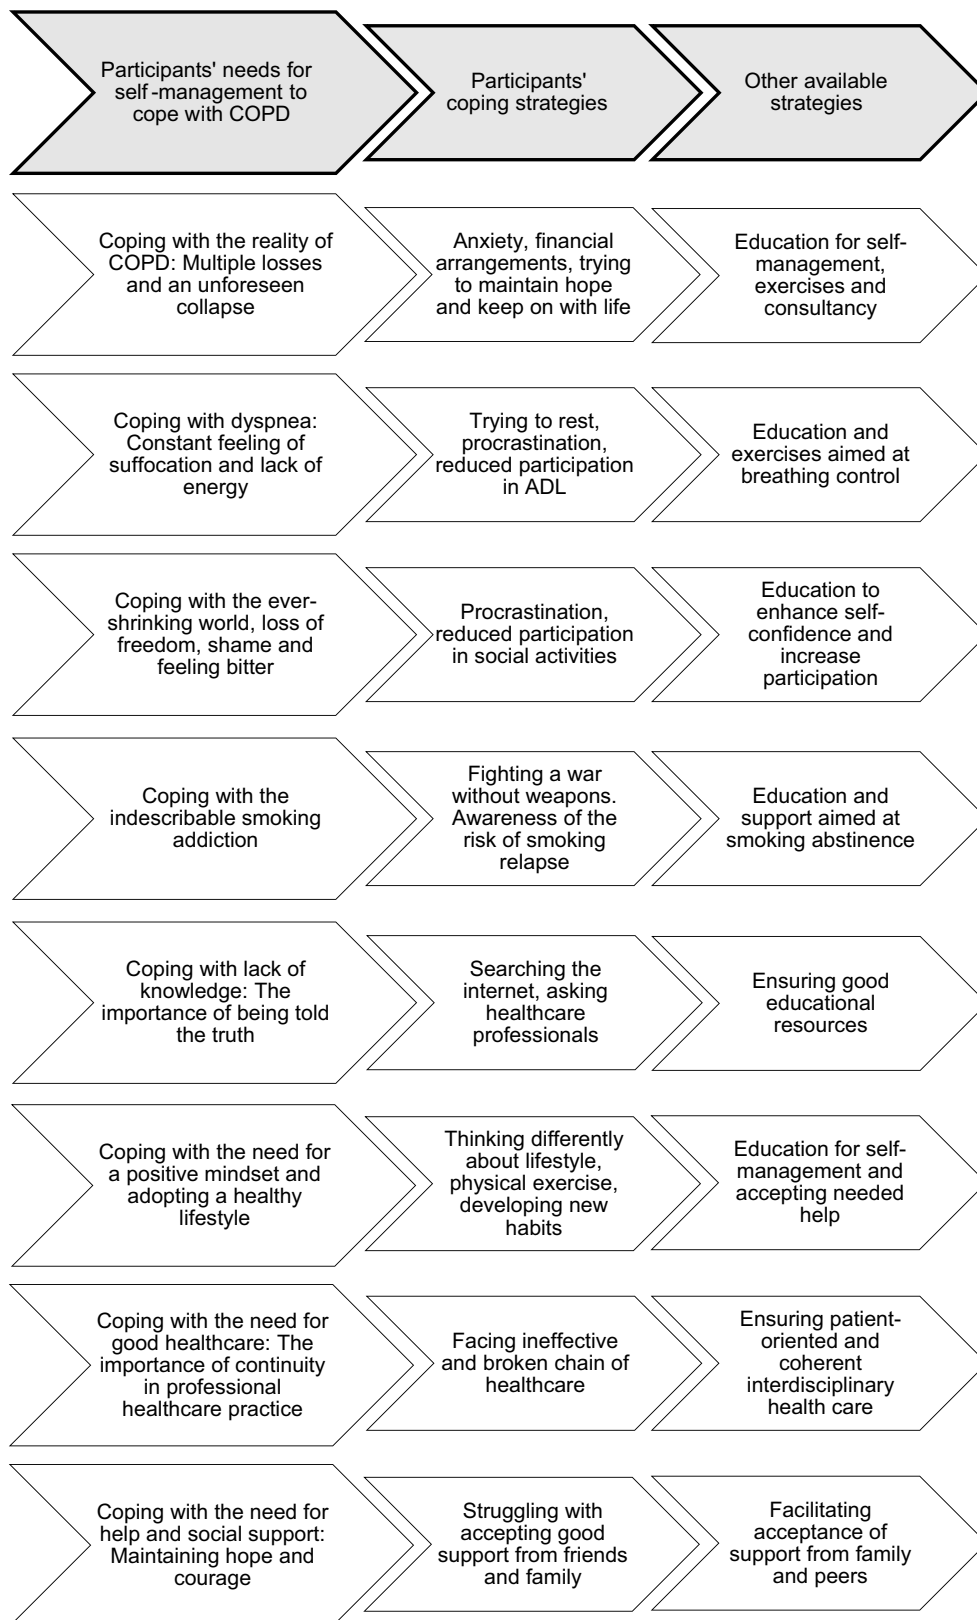 Participants' needs for
self-management to
cope with COPD
Participants'
coping strategies
Other available
strategies
Coping with the reality of
COPD: Multiple losses
and an unforeseen
collapse
Anxiety, financial
arrangements, trying
to maintain hope
and keep on with life
Education for self-
management,
exercises and
consultancy
Coping with dyspnea:
Constant feeling of
suffocation and lack of
energy
Trying to rest,
procrastination,
reduced participation
in ADL
Education and
exercises aimed at
breathing control
Coping with the ever-
shrinking world, loss of
freedom, shame and
feeling bitter
Procrastination,
reduced participation
in social activities
Education to
enhance self-
confidence and
increase
participation
Coping with the
indescribable smoking
addiction
Fighting a war
without weapons.
Awareness of the
risk of smoking
relapse
Education and
support aimed at
smoking abstinence
Coping with lack of
knowledge: The
importance of being told
the truth
Searching the
internet, asking
healthcare
professionals
Ensuring good
educational
resources
Coping with the need for
a positive mindset and
adopting a healthy
lifestyle
Thinking differently
about lifestyle,
physical exercise,
developing new
habits
Education for self-
management and
accepting needed
help
Coping with the need for
good healthcare: The
importance of continuity
in professional
healthcare practice
Facing ineffective
and broken chain of
healthcare
Ensuring patient-
oriented and
coherent
interdisciplinary
health care
Coping with the need for
help and social support:
Maintaining hope and
courage
Struggling with
accepting good
support from friends
and family
Facilitating
acceptance of
support from family
and peers